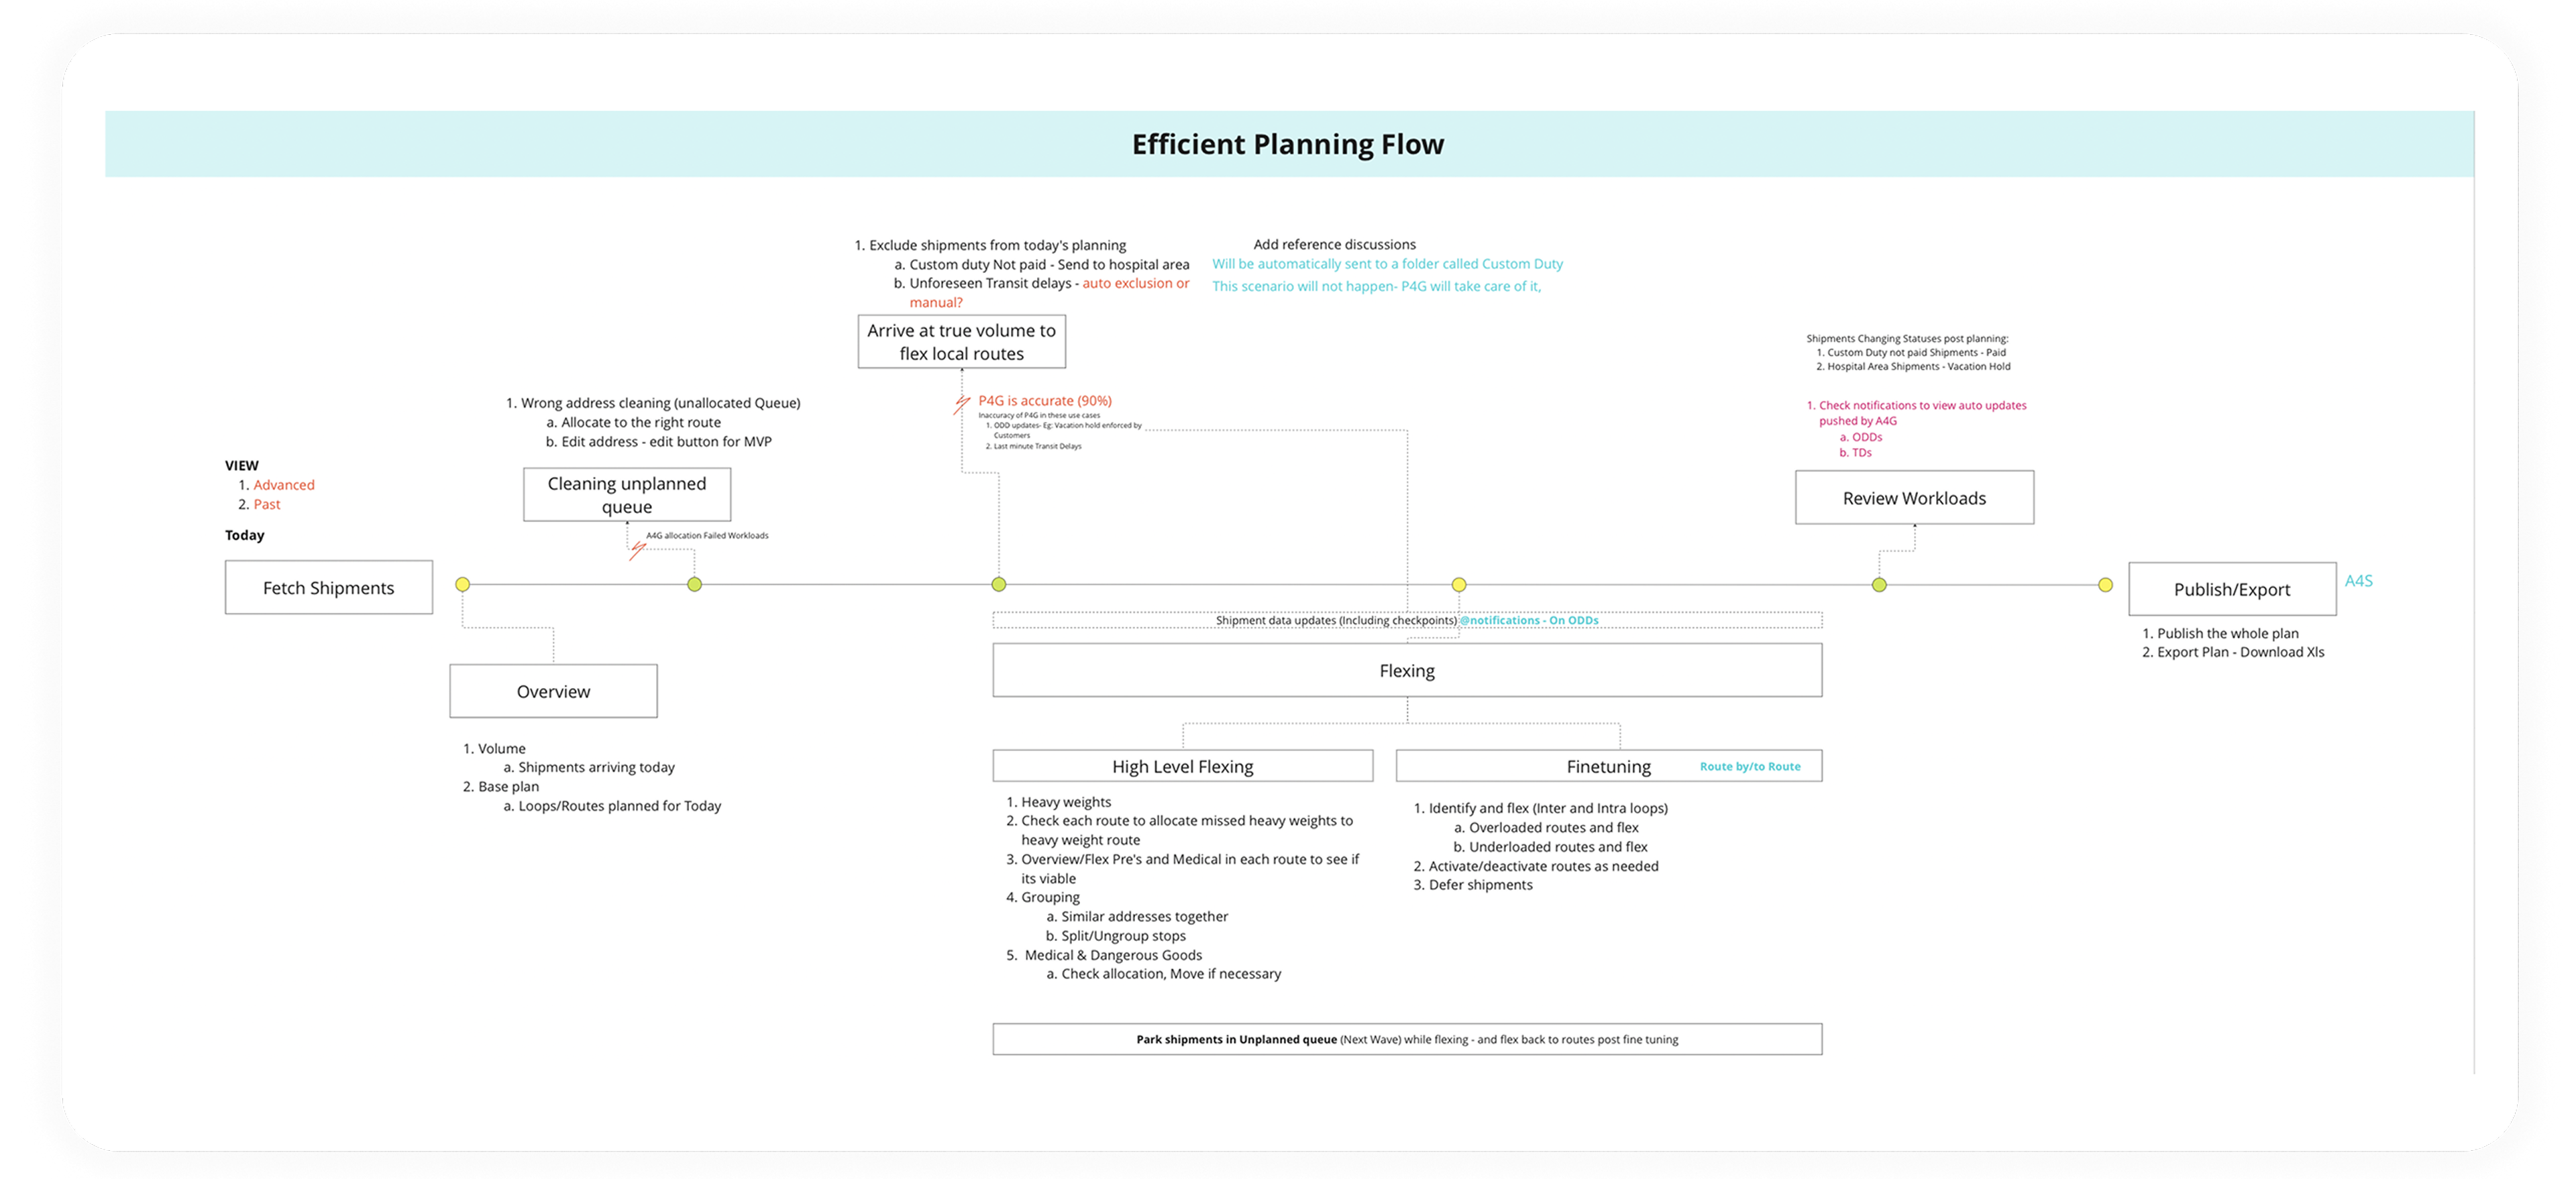 Efficient Planning Flow
1. Exclude shipments from today's planning
a. Custom duty Not paid - Send to hospital area
b. Unforeseen Transit delays - auto exclusion or
manual?
Add reference discussions
Will be automatically sent to a folder called Custom Duty
This scenario will not happen- P4G will take care of it,
Arrive at true volume to
flex local routes
P4G is accurate (90%)
Inaccuracy of P4G in these use cases
1. ODD updates- Eg: Vacation hold enforced by
Customers
2. Last minute Transit Delays
1. Wrong address cleaning (unallocated Queue)
a. Allocate to the right route
b. Edit address - edit button for MVP
Cleaning unplanned
queue
A4G allocation Failed Workloads
VIEW
1. Advanced
2. Past
Today
Fetch Shipments
Overview
1. Volume
a. Shipments arriving today
2. Base plan
a. Loops/Routes planned for Today
Shipment data updates (Including checkpoints) @notifications - On ODDs
Flexing
High Level Flexing
1. Heavy weights
2. Check each route to allocate missed heavy weights to
heavy weight route
3. Overview/Flex Pre's and Medical in each route to see if
its viable
4. Grouping
a. Similar addresses together
b. Split/Ungroup stops
5. Medical & Dangerous Goods
a. Check allocation, Move if necessary
Finetuning
Route by/to Route
1. Identify and flex (Inter and Intra loops)
a. Overloaded routes and flex
b. Underloaded routes and flex
2. Activate/deactivate routes as needed
3. Defer shipments
Park shipments in Unplanned queue (Next Wave) while flexing - and flex back to routes post fine tuning
Shipments Changing Statuses post planning:
1. Custom Duty not paid Shipments - Paid
2. Hospital Area Shipments - Vacation Hold
1. Check notifications to view auto updates
pushed by A4G
a. ODDs
b. TDs
Review Workloads
Publish/Export
A4S
1. Publish the whole plan
2. Export Plan - Download Xls